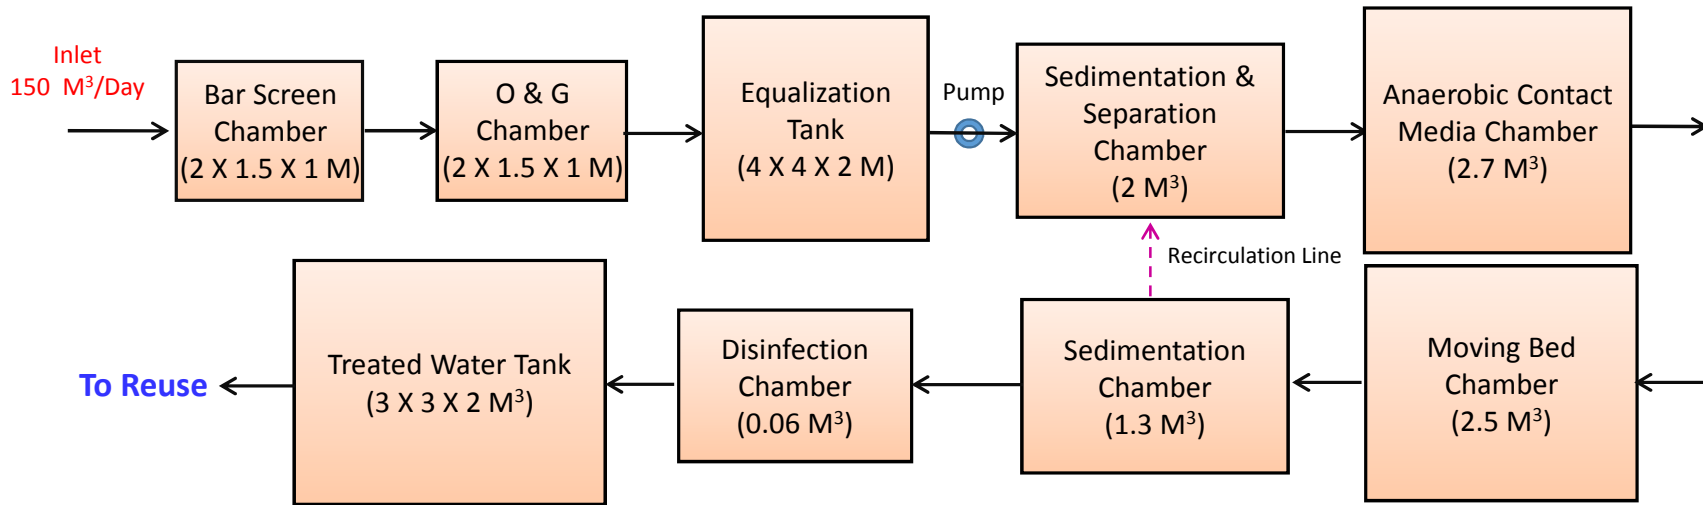 Inlet
150 M³/Day
Bar Screen
Chamber
(2 X 1.5 X 1 M)
O & G
Chamber
(2 X 1.5 X 1 M)
Equalization
Tank
(4 X 4 X 2 M)
Pump
Sedimentation &
Separation
Chamber
(2 M³)
Anaerobic Contact
Media Chamber
(2.7 M³)
Recirculation Line
Moving Bed
Chamber
(2.5 M³)
Sedimentation
Chamber
(1.3 M³)
Disinfection
Chamber
(0.06 M³)
Treated Water Tank
(3 X 3 X 2 M³)
To Reuse